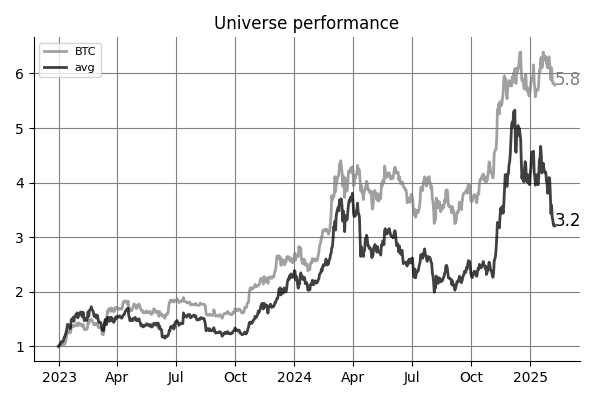 Universe performance
BTC
avg
6
5
4
3
2
1
5.8
3.2
2023
Apr
Jul
Oct
2024
Apr
Jul
Oct
2025